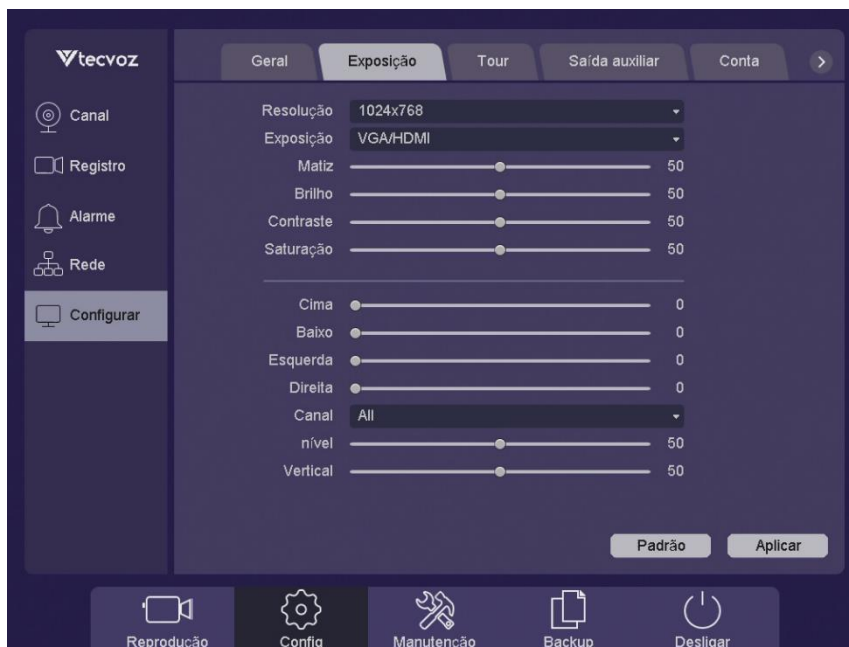 tecvoz
Geral Exposição Tour Saída auxiliar Conta >
Canal
Registro
Alarme
Rede
Configurar
Resolução 1024x768
Exposição VGA/HDMI
Matiz 50
Brilho 50
Contraste 50
Saturação 50
Cima 0
Baixo 0
Esquerda 0
Direita 0
Canal All
nível 50
Vertical 50
Padrão Aplicar
Reprodução Config Manutenção Backup Desligar